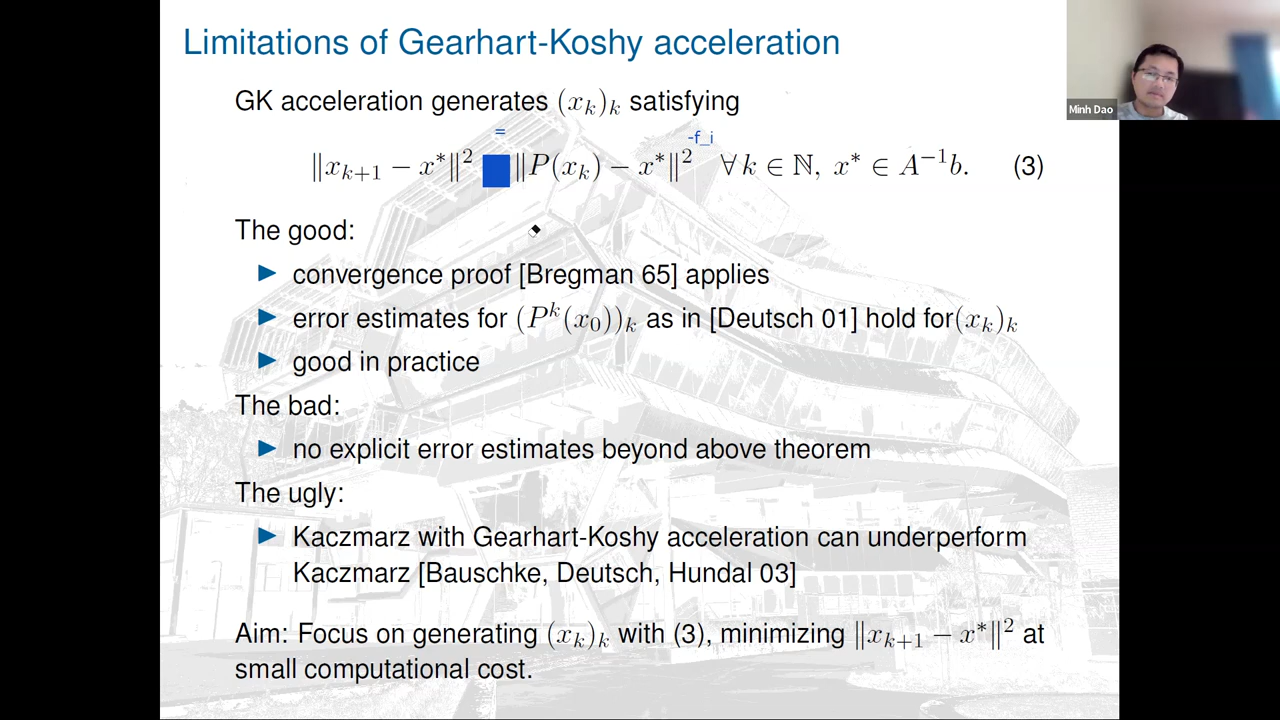 Limitations of Gearhart-Koshy acceleration
Minh Dao
GK acceleration generates (x_k)_k satisfying
= -f_i
‖x_{k+1} − x*‖² ‖P(x_k) − x*‖² ∀ k ∈ ℕ, x* ∈ A⁻¹b. (3)
The good:
▶ convergence proof [Bregman 65] applies
▶ error estimates for (P^k(x_0))_k as in [Deutsch 01] hold for(x_k)_k
▶ good in practice
The bad:
▶ no explicit error estimates beyond above theorem
The ugly:
▶ Kaczmarz with Gearhart-Koshy acceleration can underperform
Kaczmarz [Bauschke, Deutsch, Hundal 03]
Aim: Focus on generating (x_k)_k with (3), minimizing ‖x_{k+1} − x*‖² at
small computational cost.